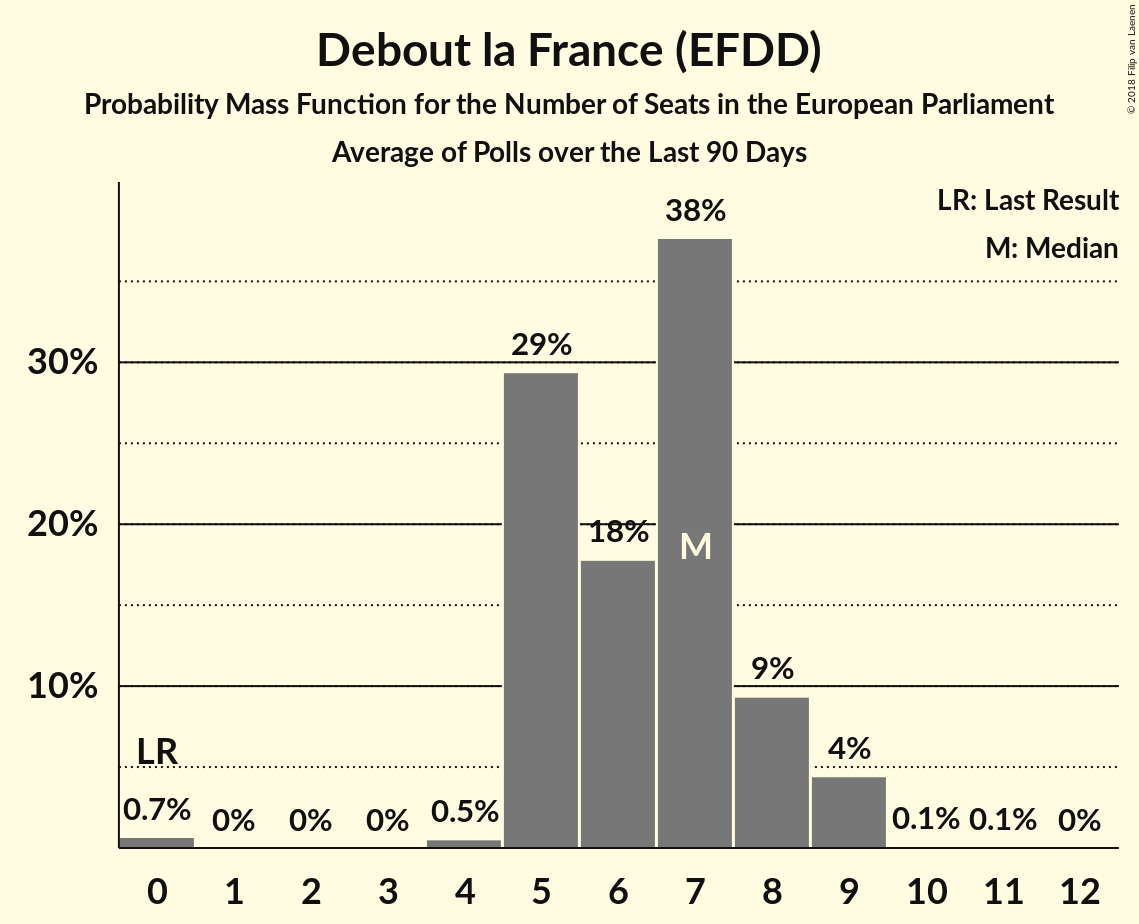 Debout la France (EFDD)
Probability Mass Function for the Number of Seats in the European Parliament
Average of Polls over the Last 90 Days
© 2018 Filip van Laenen
LR: Last Result
M: Median
38%
29%
30%
18%
20%
M
9%
10%
LR
4%
0.7% 0% 0% 0% 0.5% 0.1% 0.1% 0%
0 1 2 3 4 5 6 7 8 9 10 11 12